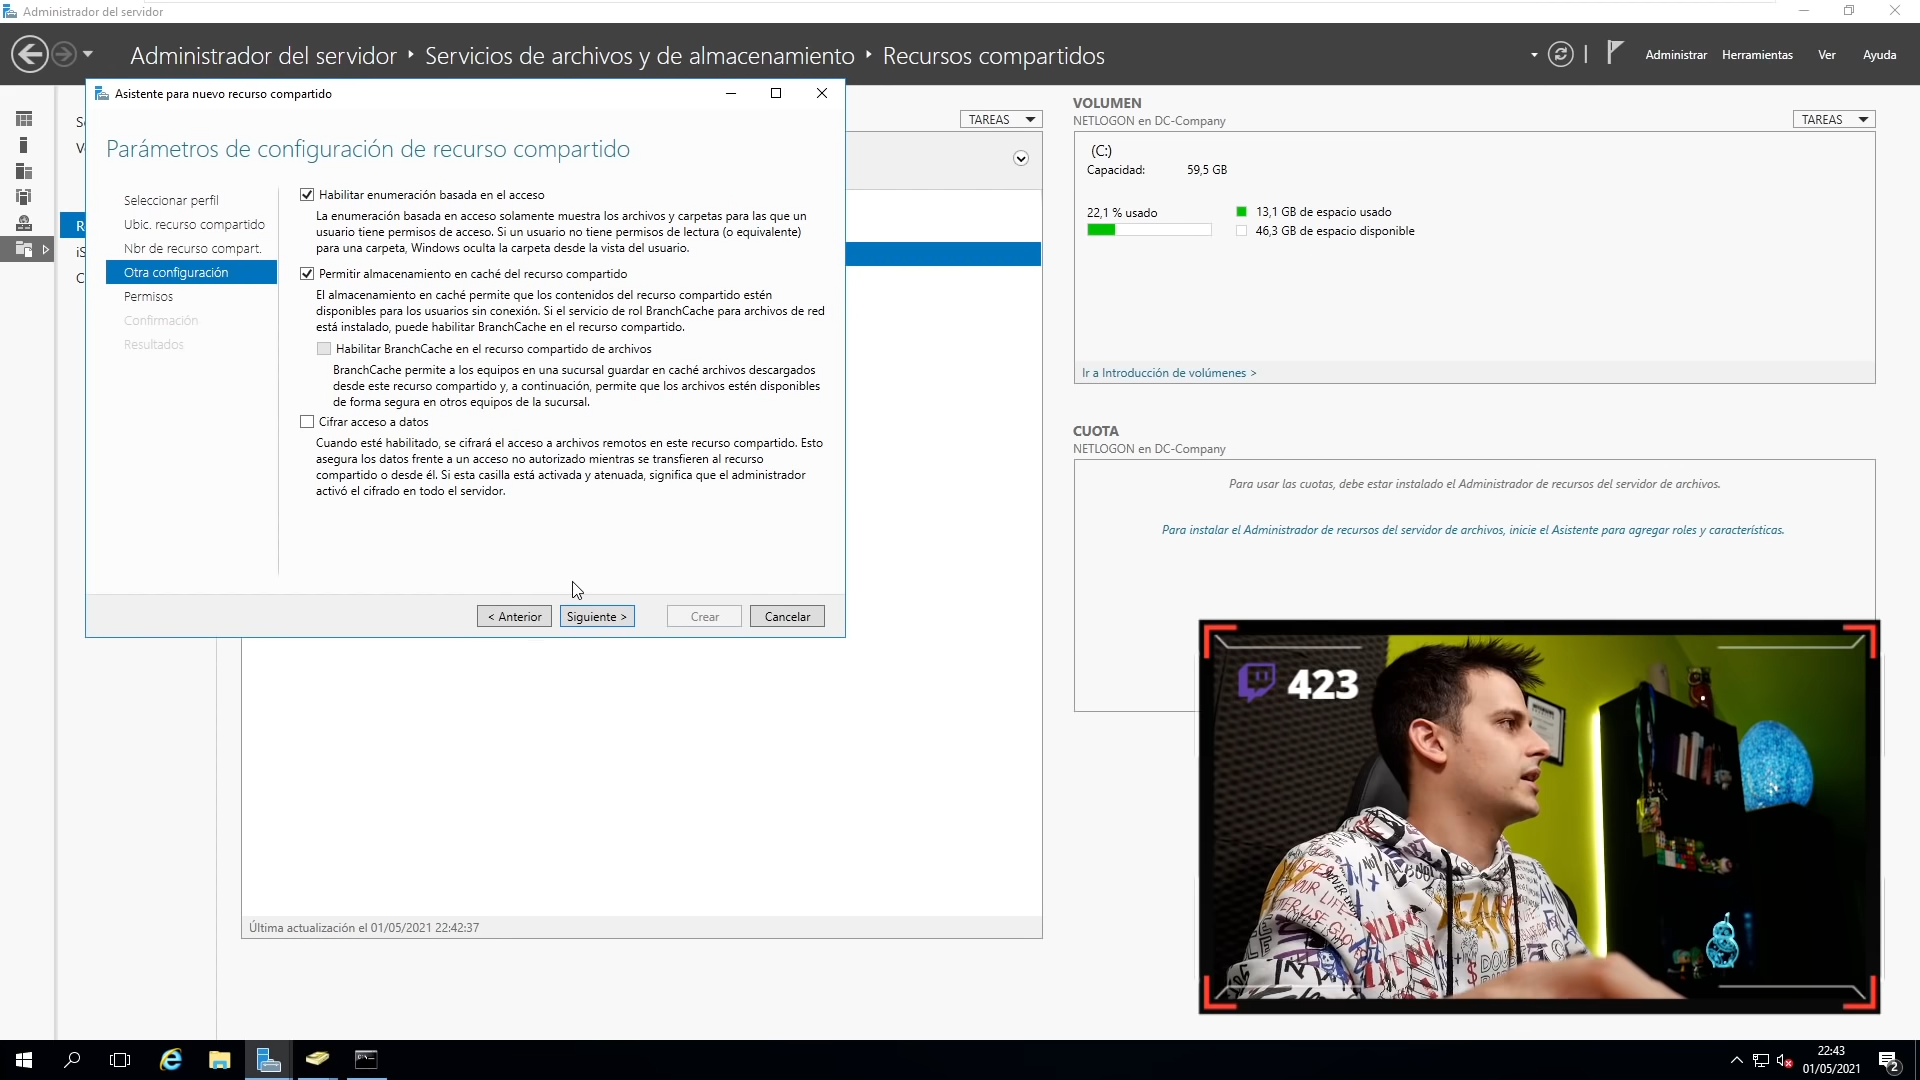 Administrador del servidor
Administrador del servidor ‣ Servicios de archivos y de almacenamiento ‣ Recursos compartidos
Administrar Herramientas Ver Ayuda
Asistente para nuevo recurso compartido
Parámetros de configuración de recurso compartido
Seleccionar perfil
Ubic. recurso compartido
Nbr de recurso compart.
Otra configuración
Permisos
Confirmación
Resultados
Habilitar enumeración basada en el acceso
La enumeración basada en acceso solamente muestra los archivos y carpetas para las que un
usuario tiene permisos de acceso. Si un usuario no tiene permisos de lectura (o equivalente)
para una carpeta, Windows oculta la carpeta desde la vista del usuario.
Permitir almacenamiento en caché del recurso compartido
El almacenamiento en caché permite que los contenidos del recurso compartido estén
disponibles para los usuarios sin conexión. Si el servicio de rol BranchCache para archivos de red
está instalado, puede habilitar BranchCache en el recurso compartido.
Habilitar BranchCache en el recurso compartido de archivos
BranchCache permite a los equipos en una sucursal guardar en caché archivos descargados
desde este recurso compartido y, a continuación, permite que los archivos estén disponibles
de forma segura en otros equipos de la sucursal.
Cifrar acceso a datos
Cuando esté habilitado, se cifrará el acceso a archivos remotos en este recurso compartido. Esto
asegura los datos frente a un acceso no autorizado mientras se transfieren al recurso
compartido o desde él. Si esta casilla está activada y atenuada, significa que el administrador
activó el cifrado en todo el servidor.
< Anterior Siguiente > Crear Cancelar
TAREAS
Última actualización el 01/05/2021 22:42:37
VOLUMEN
NETLOGON en DC-Company
TAREAS
(C:)
Capacidad: 59,5 GB
22,1 % usado
13,1 GB de espacio usado
46,3 GB de espacio disponible
Ir a Introducción de volúmenes >
CUOTA
NETLOGON en DC-Company
Para usar las cuotas, debe estar instalado el Administrador de recursos del servidor de archivos.
Para instalar el Administrador de recursos del servidor de archivos, inicie el Asistente para agregar roles y características.
423
22:43
01/05/2021
2